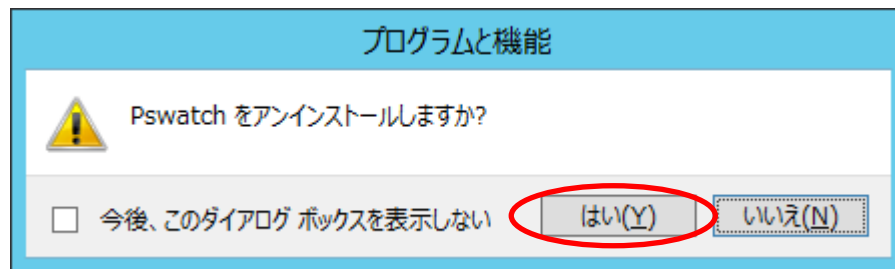 プログラムと機能
Pswatch をアンインストールしますか?
今後、このダイアログ ボックスを表示しない はい(Y) いいえ(N)